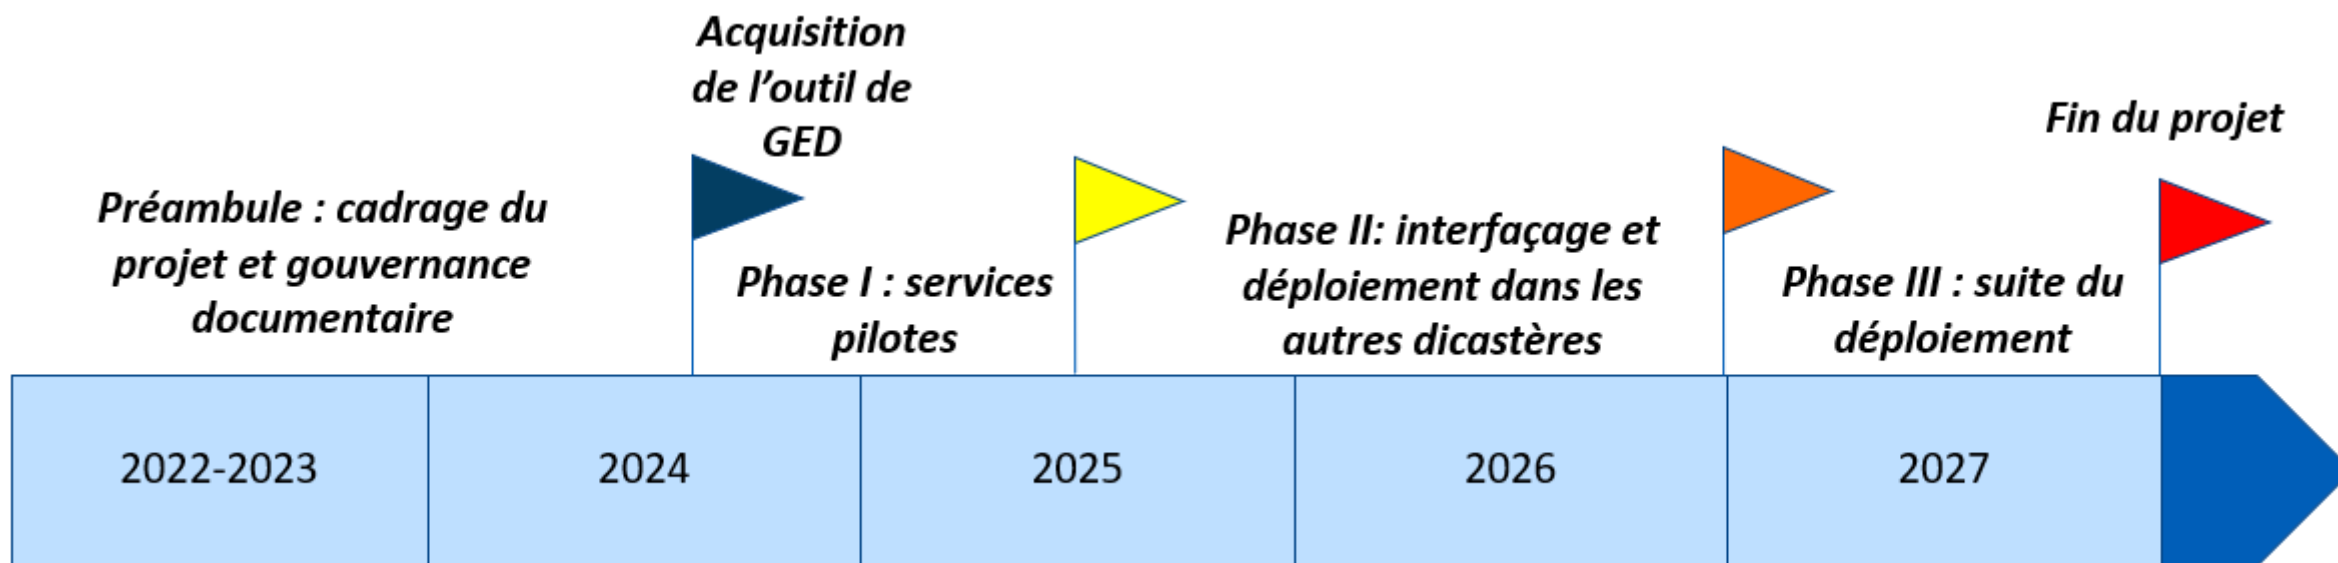 Acquisition
de l’outil de
GED
Fin du projet
Préambule : cadrage du
projet et gouvernance
documentaire
Phase I : services
pilotes
Phase II: interfaçage et
déploiement dans les
autres dicastères
Phase III : suite du
déploiement
2022-2023
2024
2025
2026
2027